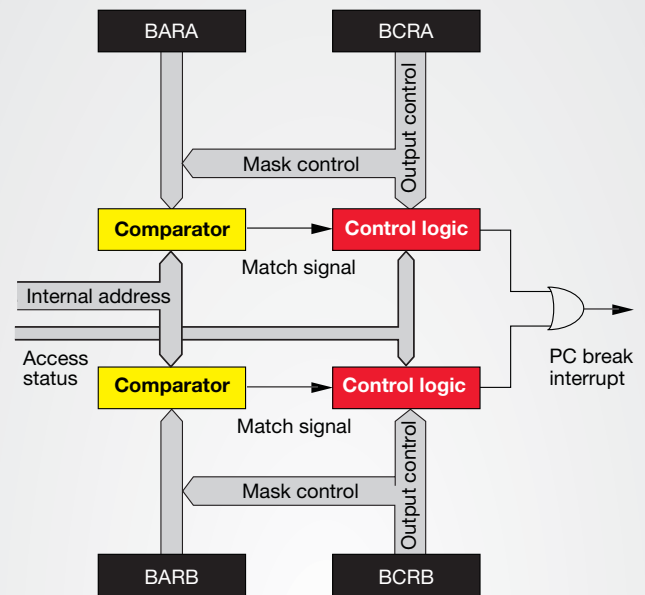 BARA
BCRA
Output control
Mask control
Comparator
Control logic
Match signal
Internal address
Access
status
PC break
interrupt
Comparator
Control logic
Match signal
Mask control
Output control
BARB
BCRB